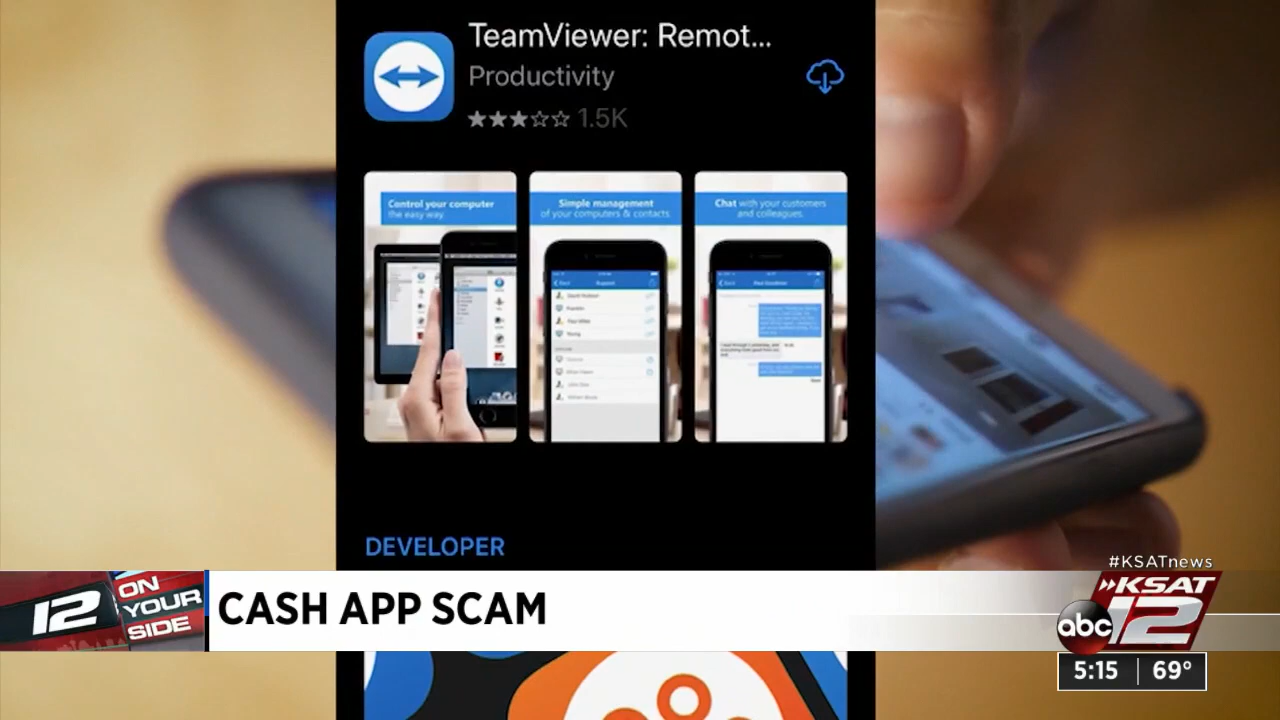 TeamViewer: Remot...
Productivity
1.5K
Control your computer
the easy way.
Simple management
of your computers & contacts.
Chat with your customers
and colleagues.
DEVELOPER
#KSATnews
12
ON
YOUR
SIDE
CASH APP SCAM
KSAT
abc
12
5:15
69°